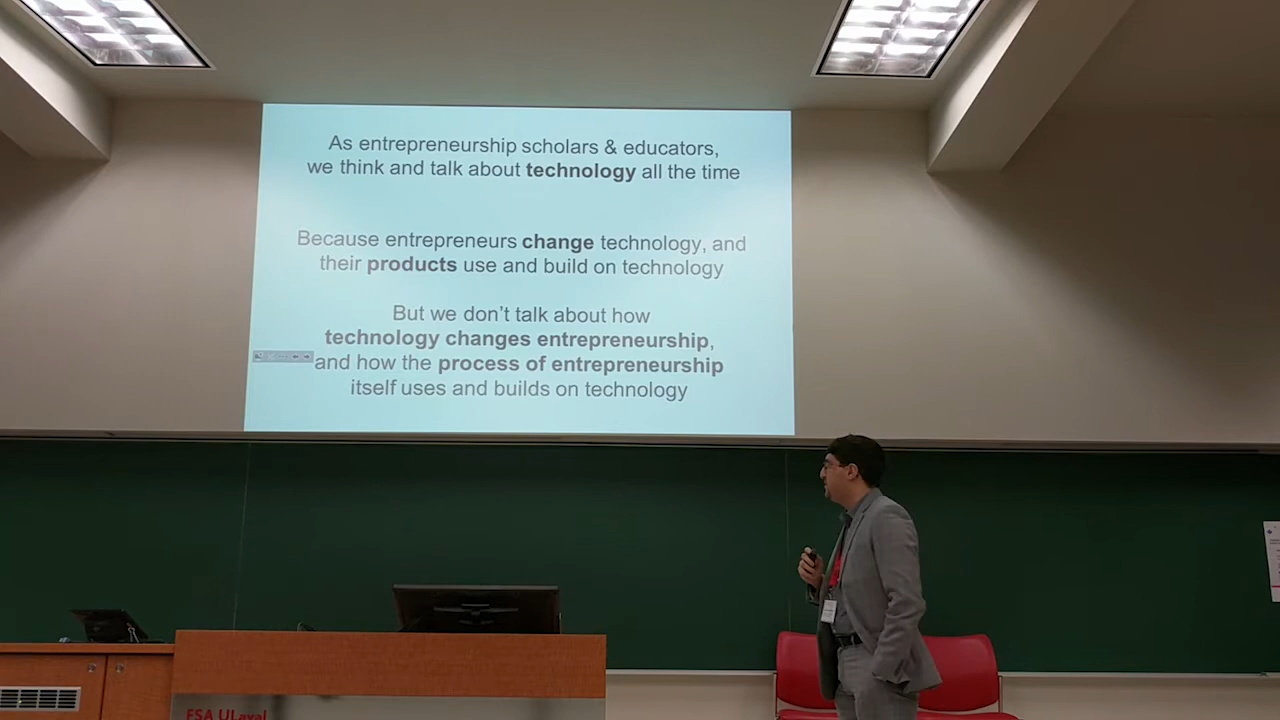 As entrepreneurship scholars & educators,
we think and talk about technology all the time
Because entrepreneurs change technology, and
their products use and build on technology
But we don't talk about how
technology changes entrepreneurship,
and how the process of entrepreneurship
itself uses and builds on technology
FSA ULaval